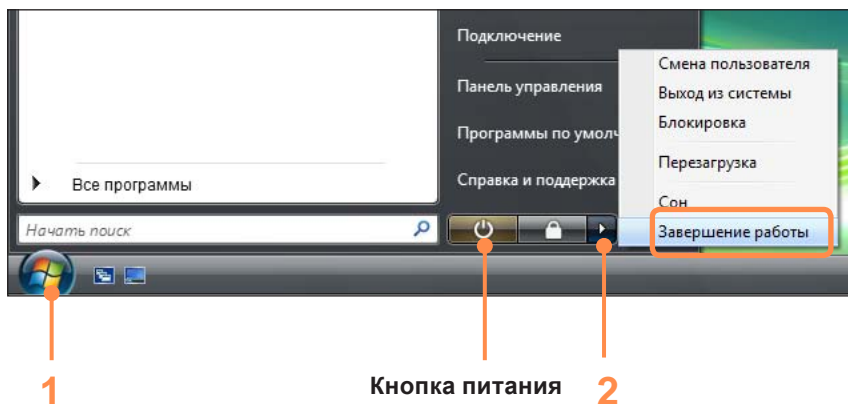 Подключение
Панель управления
Программы по умолч
Справка и поддержка
Все программы
Начать поиск
Смена пользователя
Выход из системы
Блокировка
Перезагрузка
Сон
Завершение работы
1
Кнопка питания
2